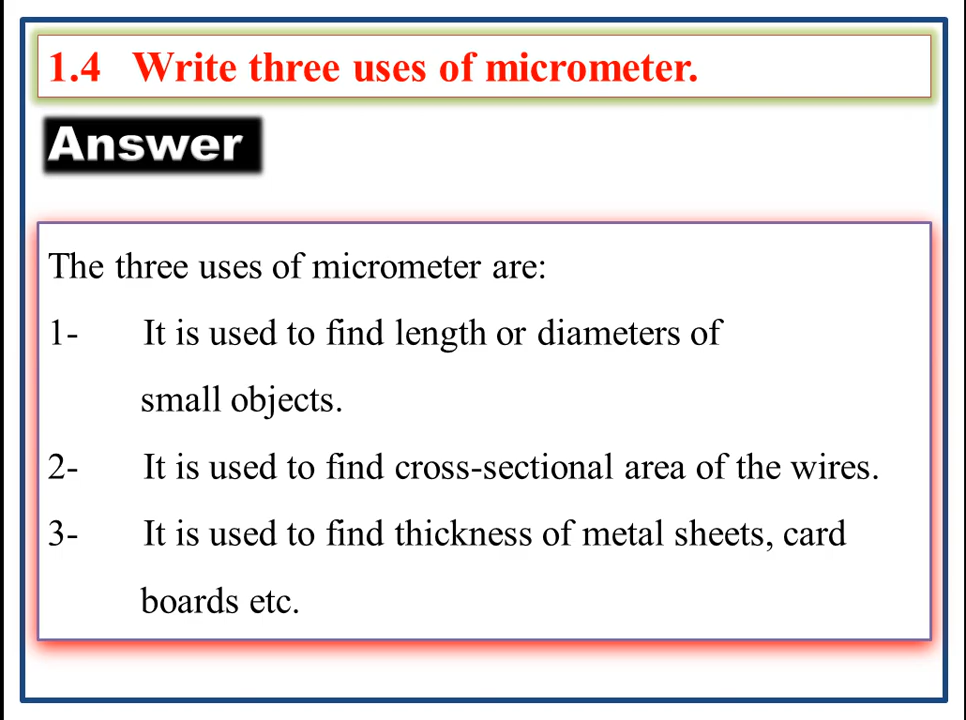 1.4 Write three uses of micrometer.
Answer
The three uses of micrometer are:
1- It is used to find length or diameters of
small objects.
2- It is used to find cross-sectional area of the wires.
3- It is used to find thickness of metal sheets, card
boards etc.